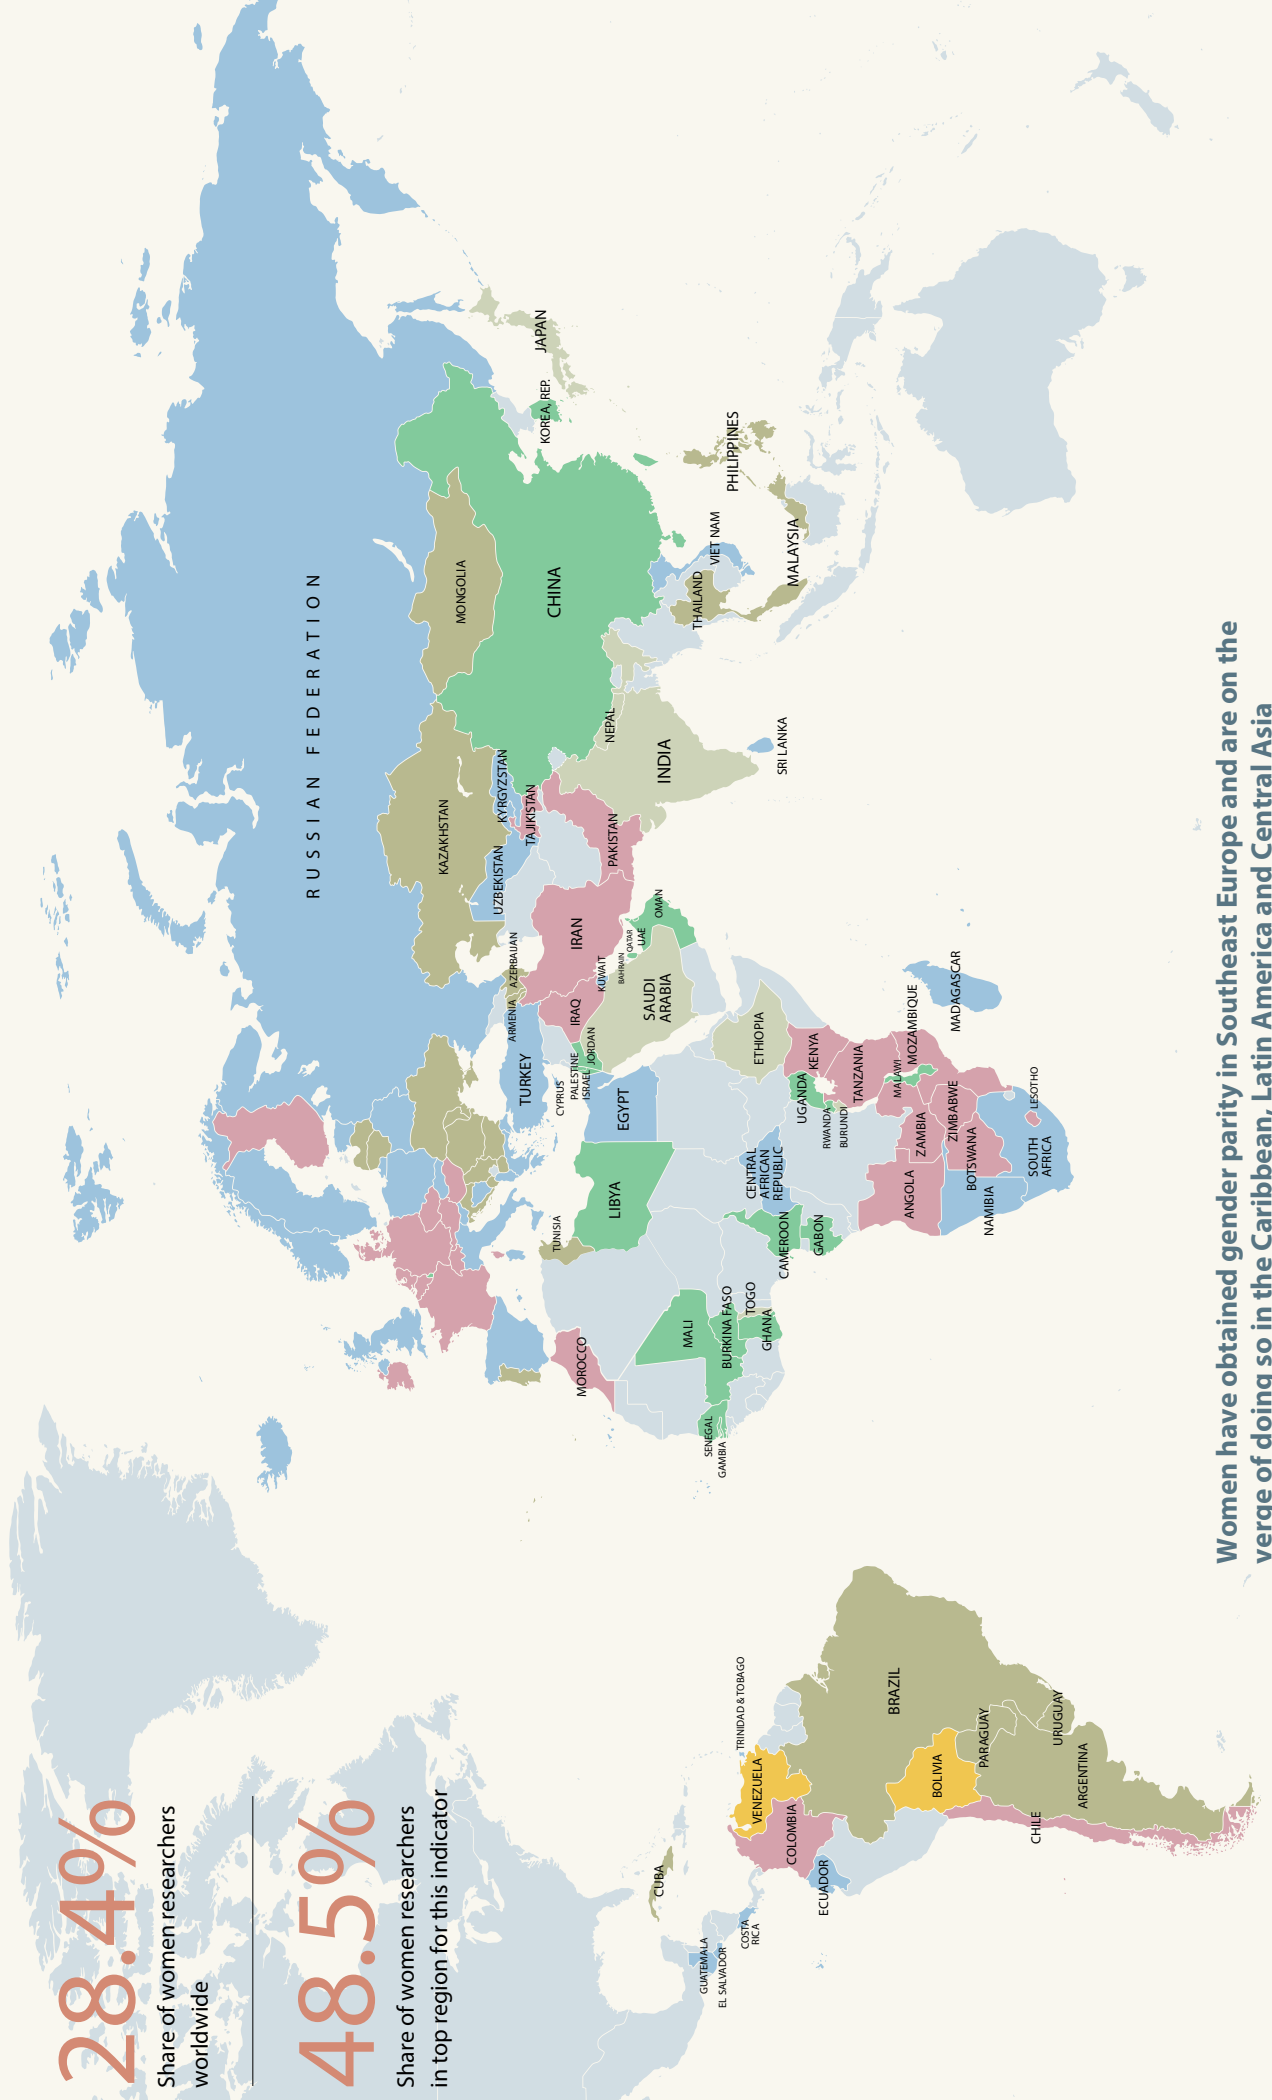 28.4%
Share of women researchers
worldwide
48.5%
Share of women researchers
in top region for this indicator
RUSSIAN FEDERATION
MONGOLIA
KAZAKHSTAN
CHINA
JAPAN
KOREA, REP.
KYRGYZSTAN
TAJIKISTAN
UZBEKISTAN
AZERBAIJAN
ARMENIA
TURKEY
CYPRUS
PALESTINE
ISRAEL
JORDAN
IRAQ
IRAN
KUWAIT
BAHRAIN
QATAR
UAE
OMAN
SAUDI
ARABIA
PAKISTAN
NEPAL
INDIA
SRI LANKA
THAILAND
VIET NAM
PHILIPPINES
MALAYSIA
TUNISIA
MOROCCO
LIBYA
EGYPT
MALI
BURKINA FASO
SENEGAL
GAMBIA
TOGO
GHANA
CAMEROON
GABON
CENTRAL
AFRICAN
REPUBLIC
ETHIOPIA
UGANDA
KENYA
RWANDA
BURUNDI
TANZANIA
MALAWI
MOZAMBIQUE
ZAMBIA
ANGOLA
ZIMBABWE
BOTSWANA
NAMIBIA
SOUTH
AFRICA
LESOTHO
MADAGASCAR
CUBA
GUATEMALA
EL SALVADOR
COSTA
RICA
TRINIDAD & TOBAGO
VENEZUELA
COLOMBIA
ECUADOR
BRAZIL
BOLIVIA
PARAGUAY
URUGUAY
ARGENTINA
CHILE
Women have obtained gender parity in Southeast Europe and are on the
verge of doing so in the Caribbean, Latin America and Central Asia